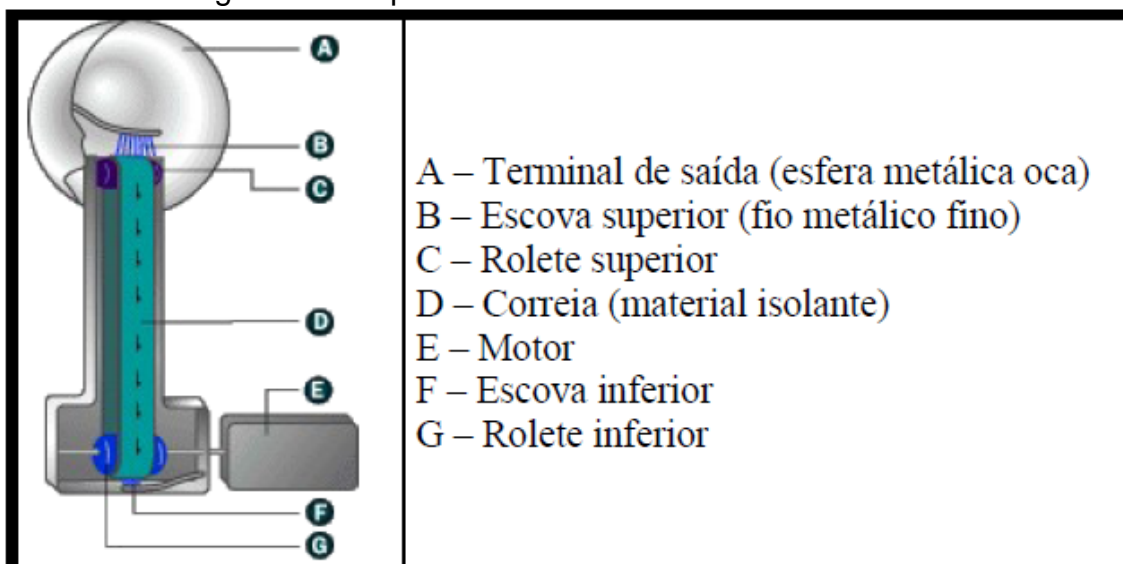 A
B
C
D
E
F
G
A – Terminal de saída (esfera metálica oca)
B – Escova superior (fio metálico fino)
C – Rolete superior
D – Correia (material isolante)
E – Motor
F – Escova inferior
G – Rolete inferior